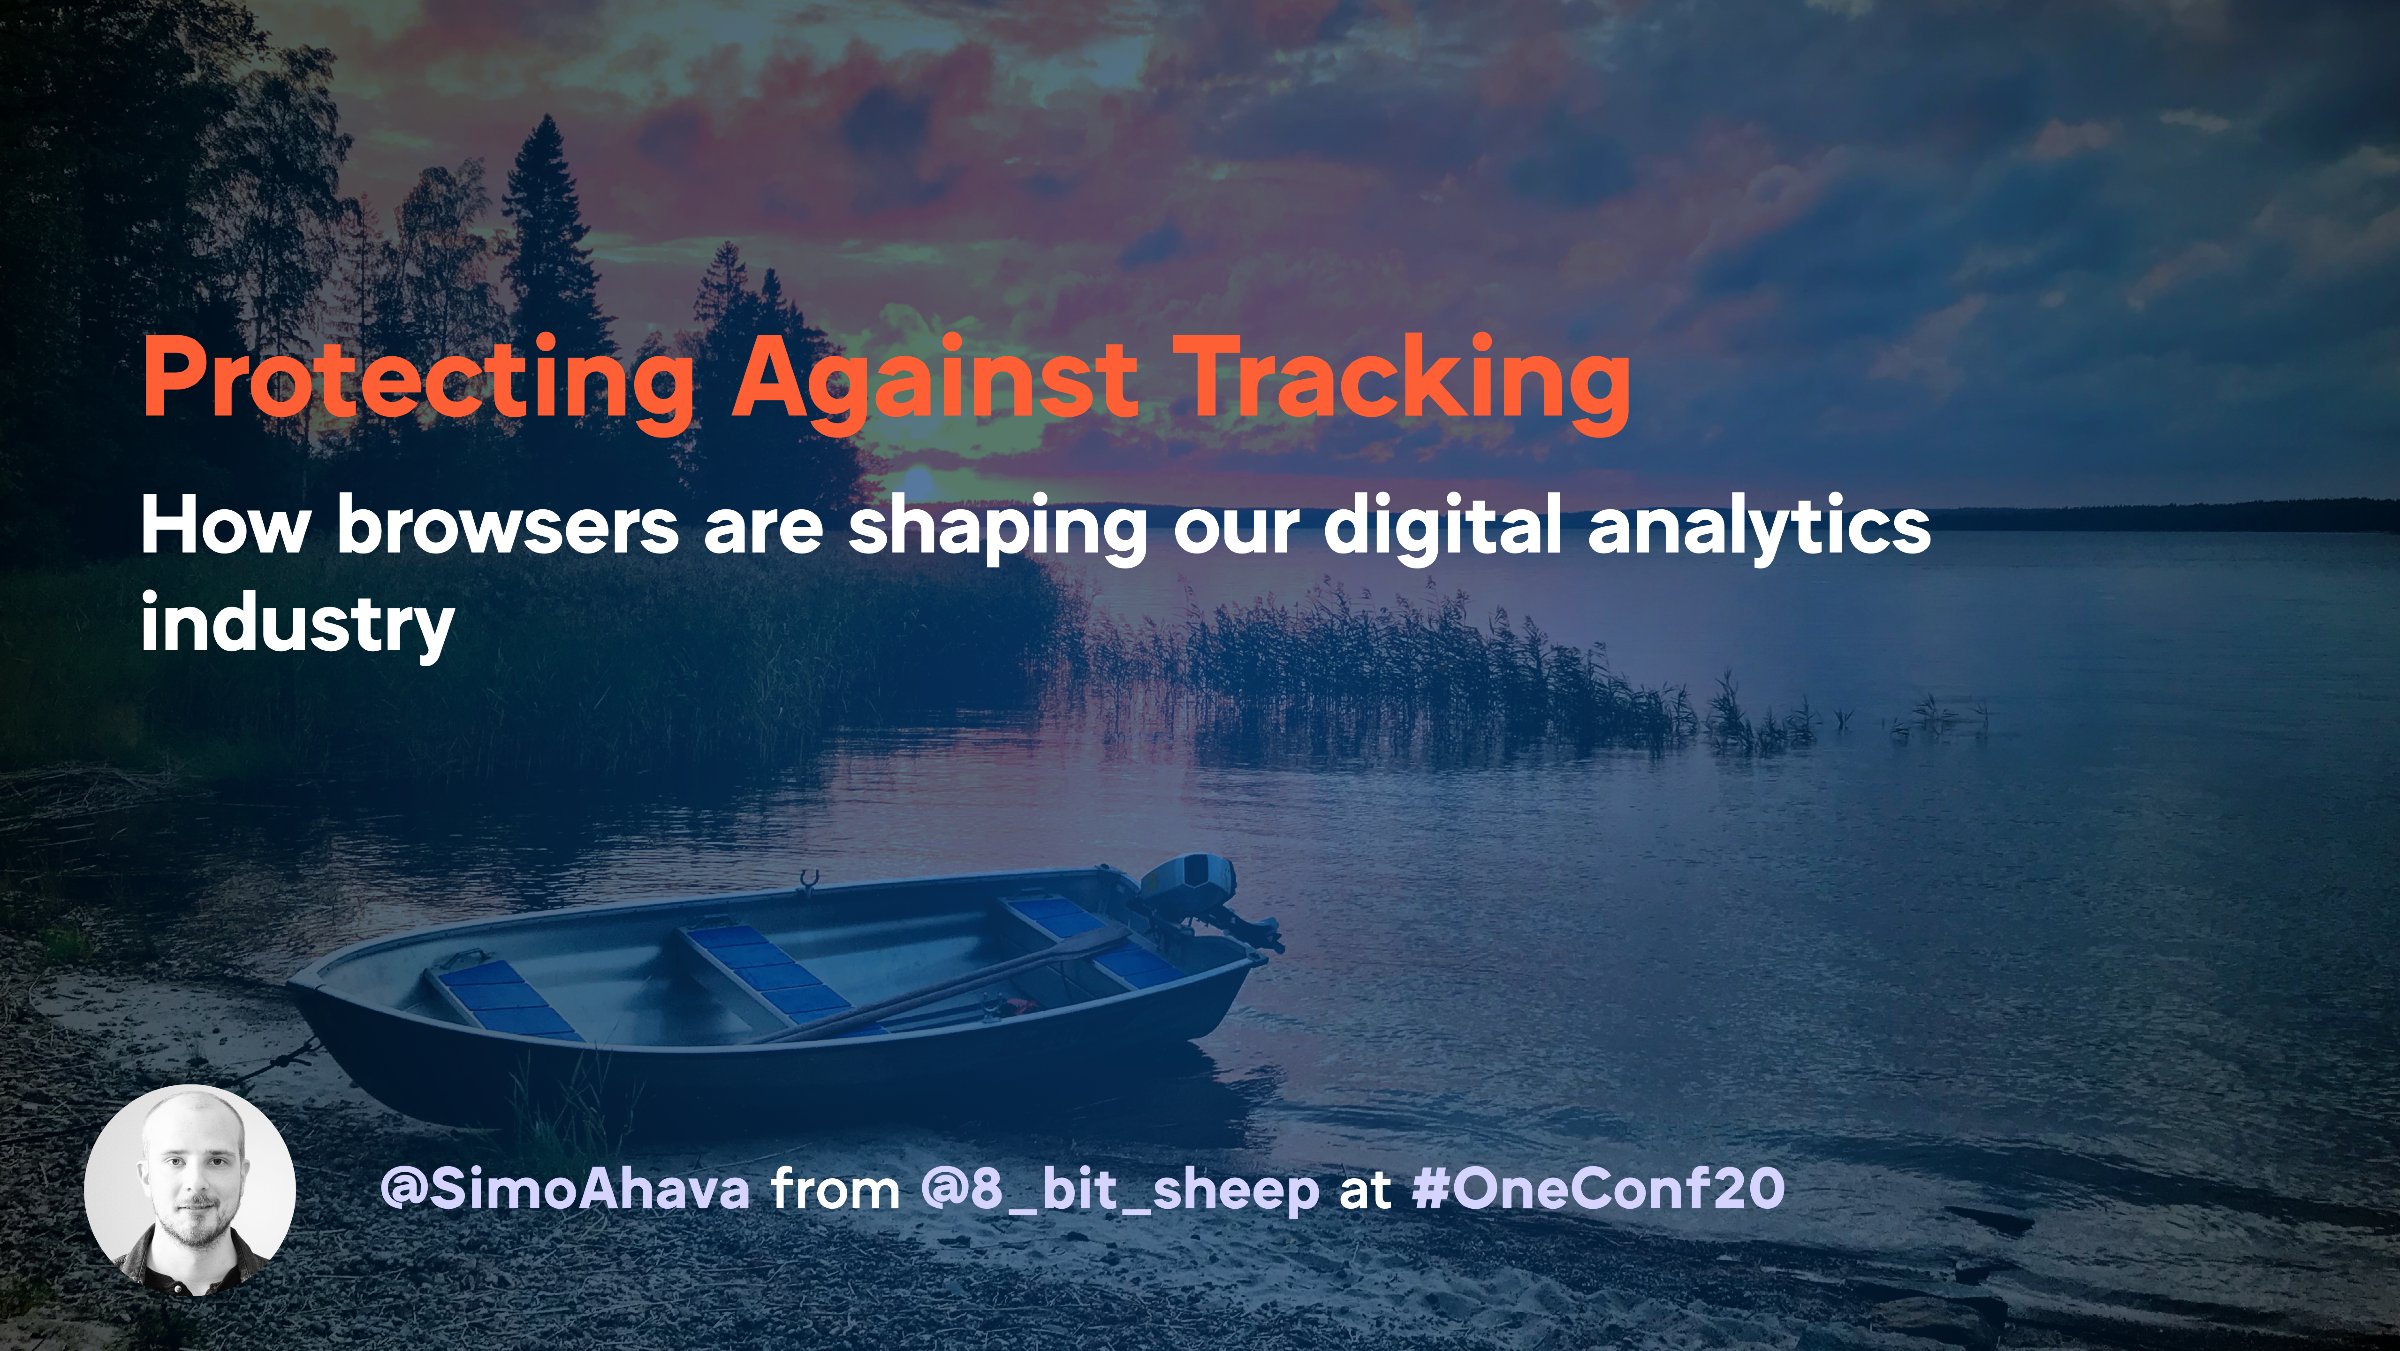 Protecting Against Tracking
How browsers are shaping our digital analytics
industry
@SimoAhava from @8_bit_sheep at #OneConf20